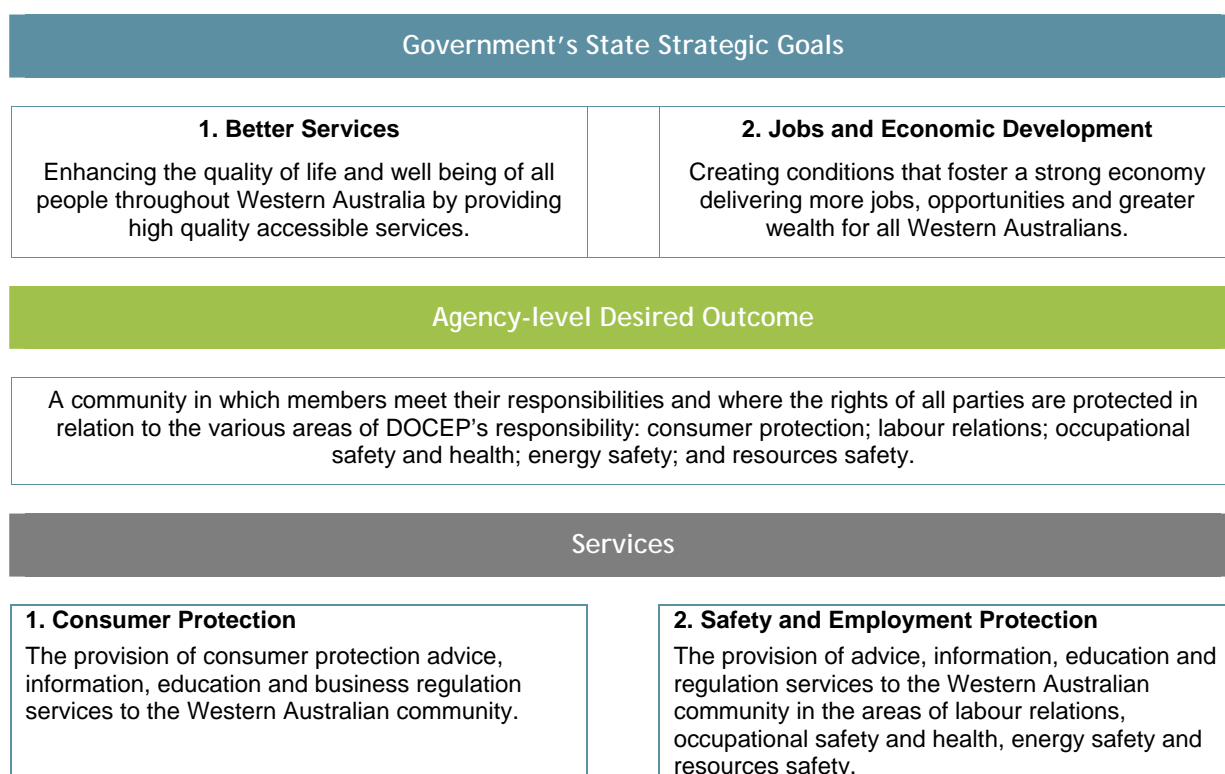 Government's State Strategic Goals
1. Better Services
Enhancing the quality of life and well being of all
people throughout Western Australia by providing
high quality accessible services.
2. Jobs and Economic Development
Creating conditions that foster a strong economy
delivering more jobs, opportunities and greater
wealth for all Western Australians.
Agency-level Desired Outcome
A community in which members meet their responsibilities and where the rights of all parties are protected in
relation to the various areas of DOCEP's responsibility: consumer protection; labour relations; occupational
safety and health; energy safety; and resources safety.
Services
1. Consumer Protection
The provision of consumer protection advice,
information, education and business regulation
services to the Western Australian community.
2. Safety and Employment Protection
The provision of advice, information, education and
regulation services to the Western Australian
community in the areas of labour relations,
occupational safety and health, energy safety and
resources safety.